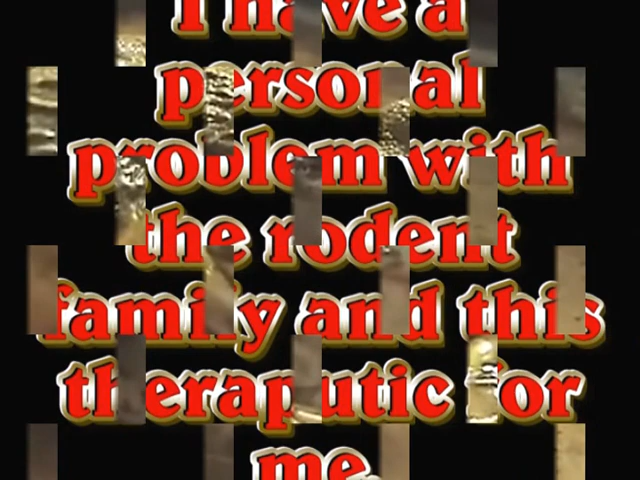 I have a
personal
problem with
the rodent
family and this
theraputic for
me